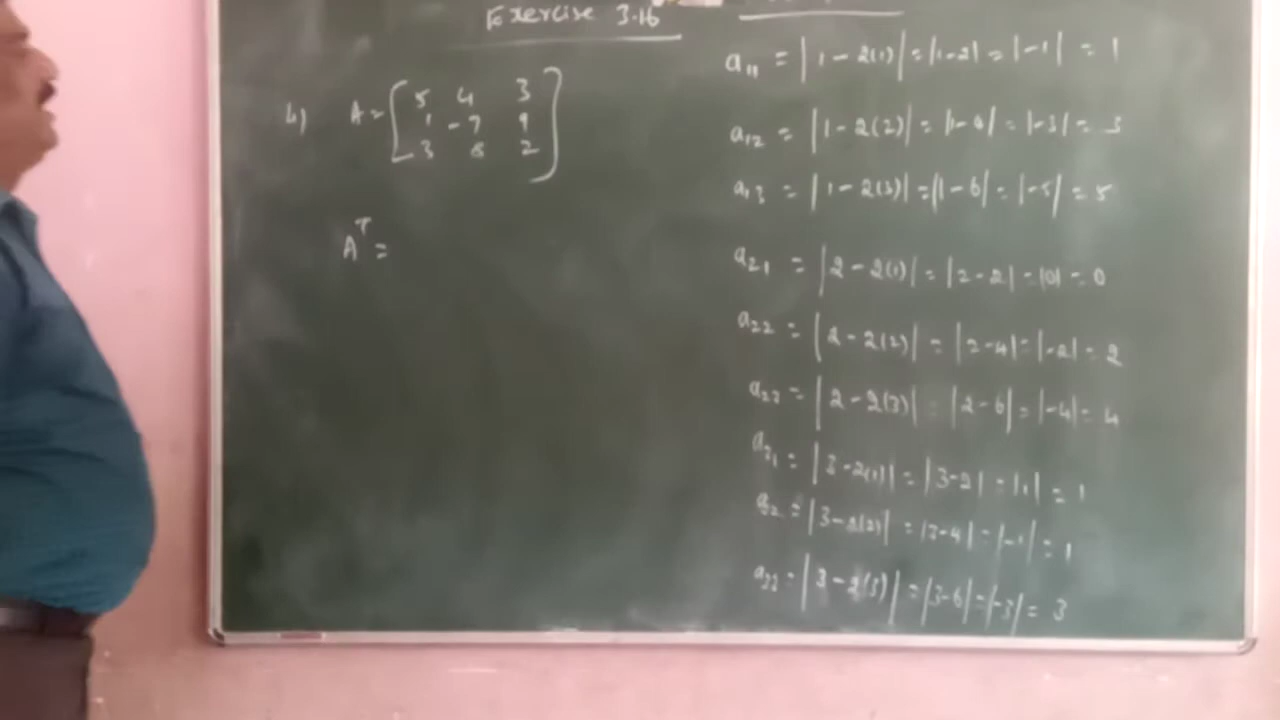 Exercise 3.16
4) A = [5 4 3
1 -7 9
3 8 2]
A^T =
a11 = |1 - 2(1)| = |1-2| = |-1| = 1
a12 = |1 - 2(2)| = |1-4| = |-3| = 3
a13 = |1 - 2(3)| = |1-6| = |-5| = 5
a21 = |2 - 2(1)| = |2-2| = |0| = 0
a22 = |2 - 2(2)| = |2-4| = |-2| = 2
a23 = |2 - 2(3)| = |2-6| = |-4| = 4
a31 = |3-2(1)| = |3-2| = |1| = 1
a32 = |3-2(2)| = |3-4| = |-1| = 1
a33 = |3-2(3)| = |3-6| = |-3| = 3